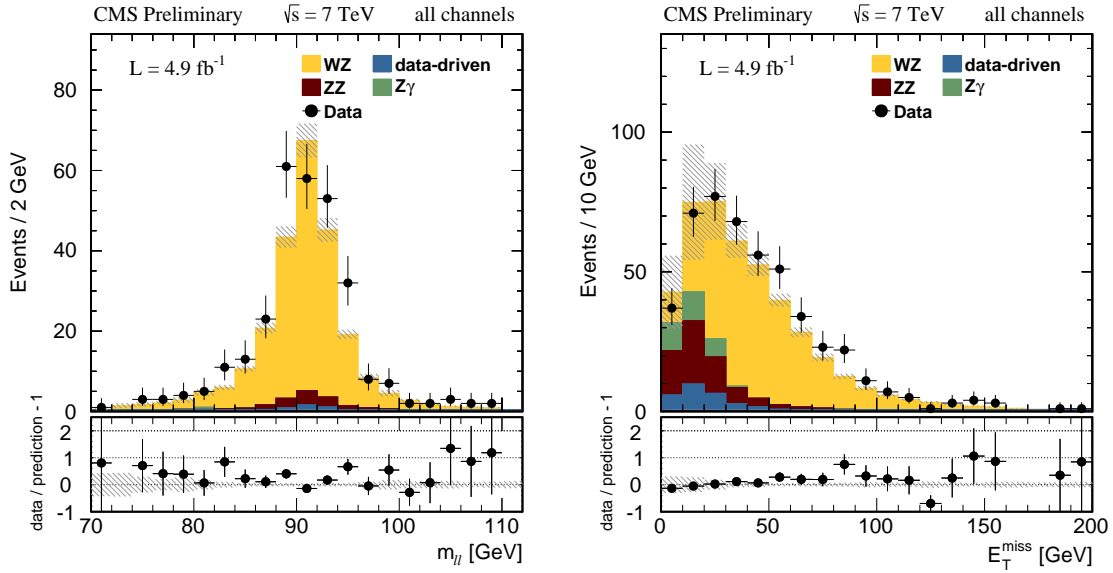 CMS Preliminary √s = 7 TeV all channels
L = 4.9 fb⁻¹
WZ data-driven
ZZ Zγ
Data
Events / 2 GeV
80
60
40
20
0
data / prediction - 1
2
1
0
-1
70 80 90 100 110
m_ll [GeV]
CMS Preliminary √s = 7 TeV all channels
L = 4.9 fb⁻¹
WZ data-driven
ZZ Zγ
Data
Events / 10 GeV
100
50
0
data / prediction - 1
2
1
0
-1
0 50 100 150 200
E_T^miss [GeV]